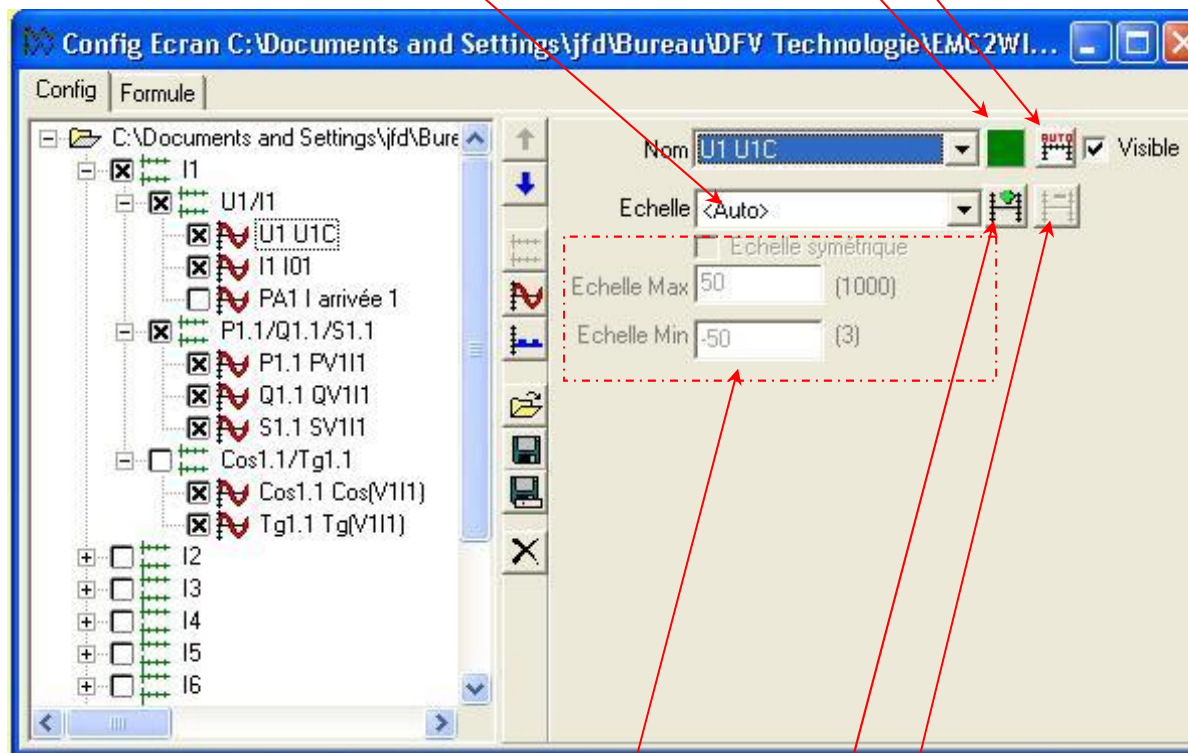 Config Ecran C:\Documents and Settings\jfd\Bureau\DFV Technologie\EMC2WI...
Config Formule
C:\Documents and Settings\jfd\Bure
I1
U1/I1
U1 U1C
I1 I01
PA1 I arrivée 1
P1.1/Q1.1/S1.1
P1.1 PV1I1
Q1.1 QV1I1
S1.1 SV1I1
Cos1.1/Tg1.1
Cos1.1 Cos(V1I1)
Tg1.1 Tg(V1I1)
I2
I3
I4
I5
I6
Nom U1 U1C AUTO Visible
Echelle <Auto>
Echelle symétrique
Echelle Max 50 (1000)
Echelle Min -50 (3)